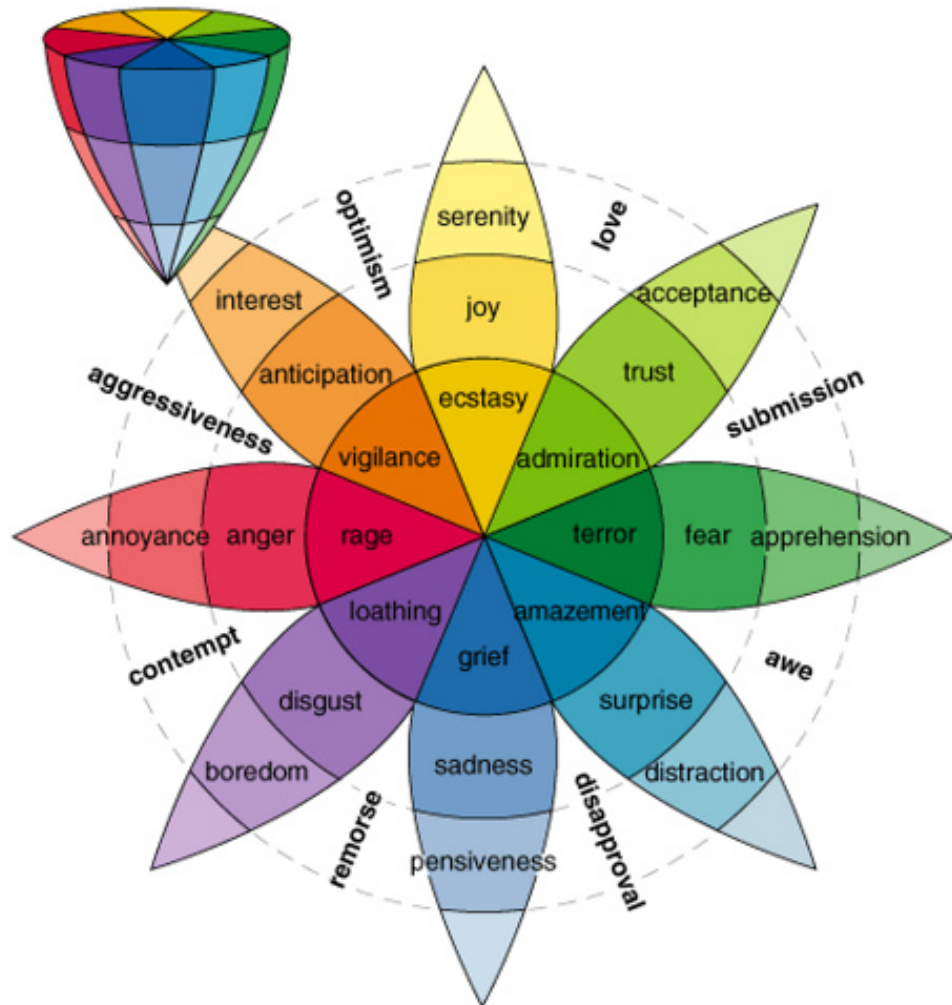 optimism
serenity
love
interest
joy
acceptance
anticipation
trust
aggressiveness
ecstasy
submission
vigilance
admiration
annoyance
anger
rage
terror
fear
apprehension
loathing
amazement
contempt
grief
awe
disgust
surprise
boredom
sadness
distraction
remorse
disapproval
pensiveness